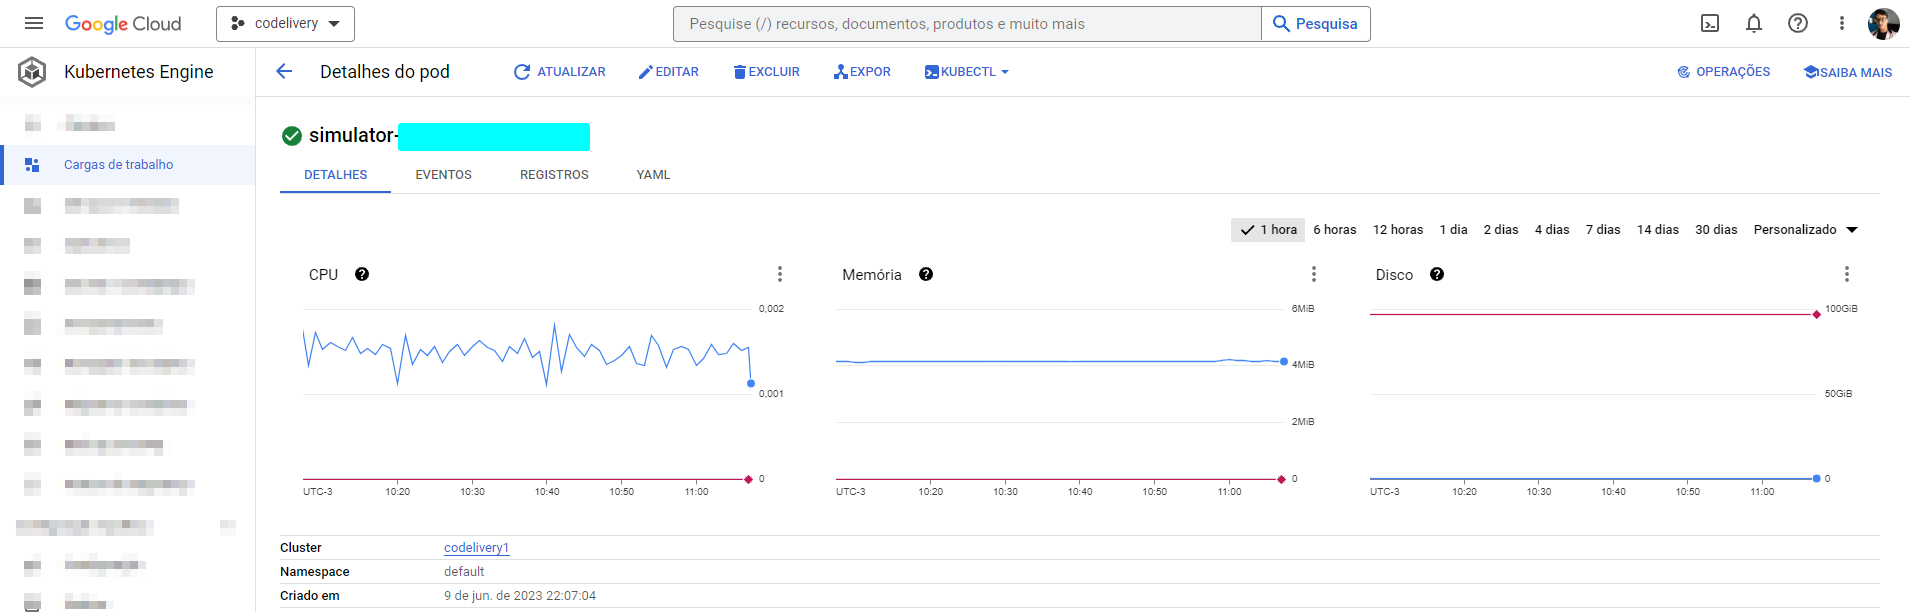 Google Cloud
codelivery
Pesquise (/) recursos, documentos, produtos e muito mais
Pesquisa
Kubernetes Engine
Detalhes do pod
ATUALIZAR
EDITAR
EXCLUIR
EXPOR
KUBECTL
OPERAÇÕES
SAIBA MAIS
Cargas de trabalho
simulator-
DETALHES
EVENTOS
REGISTROS
YAML
1 hora
6 horas
12 horas
1 dia
2 dias
4 dias
7 dias
14 dias
30 dias
Personalizado
CPU
0,002
0,001
0
UTC-3
10:20
10:30
10:40
10:50
11:00
Memória
6MiB
4MiB
2MiB
0
UTC-3
10:20
10:30
10:40
10:50
11:00
Disco
100GiB
50GiB
0
UTC-3
10:20
10:30
10:40
10:50
11:00
Cluster
codelivery1
Namespace
default
Criado em
9 de jun. de 2023 22:07:04